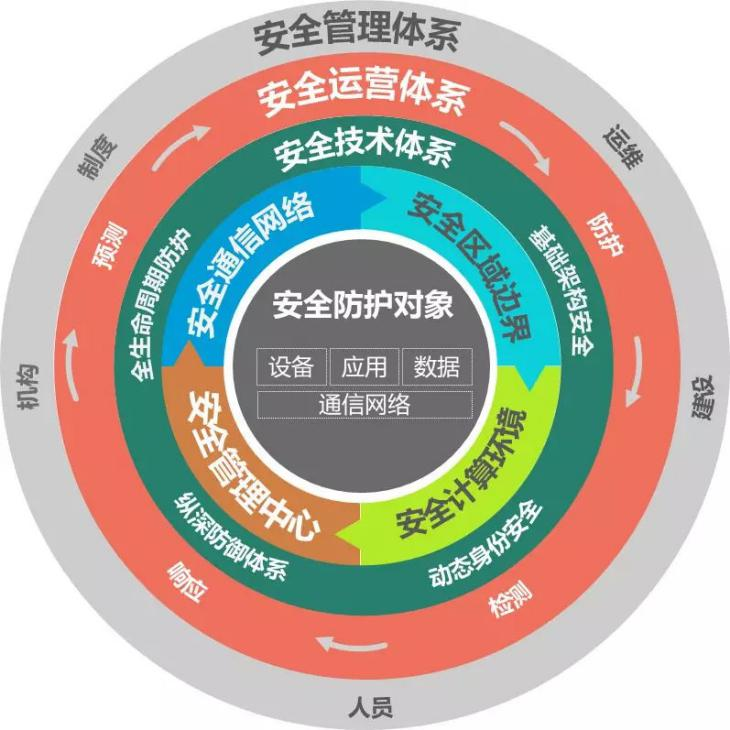 安全管理体系
制度
运维
机构
建设
人员
安全运营体系
预测
防护
响应
检测
安全技术体系
全生命周期防护
基础架构安全
纵深防御体系
动态身份安全
安全通信网络
安全区域边界
安全管理中心
安全计算环境
安全防护对象
设备
应用
数据
通信网络